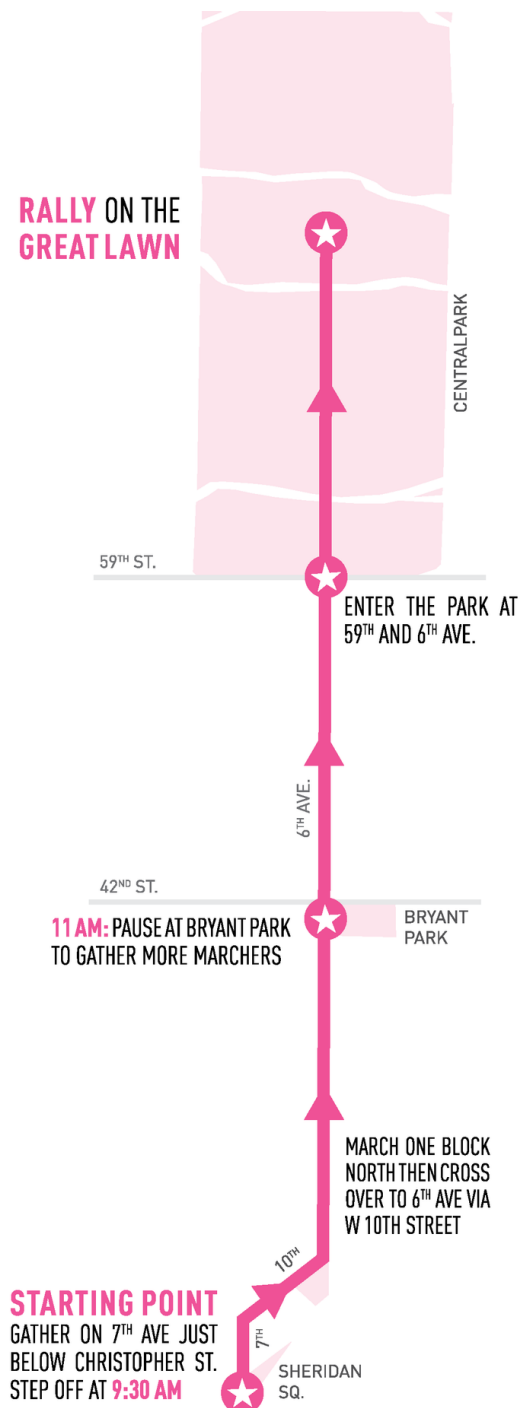 RALLY ON THE
GREAT LAWN
CENTRALPARK
59TH ST.
ENTER THE PARK AT
59TH AND 6TH AVE.
6TH AVE.
42ND ST.
11 AM: PAUSE AT BRYANT PARK
TO GATHER MORE MARCHERS
BRYANT
PARK
MARCH ONE BLOCK
NORTH THEN CROSS
OVER TO 6TH AVE VIA
W 10TH STREET
10TH
STARTING POINT
GATHER ON 7TH AVE JUST
BELOW CHRISTOPHER ST.
STEP OFF AT 9:30 AM
7TH
SHERIDAN
SQ.